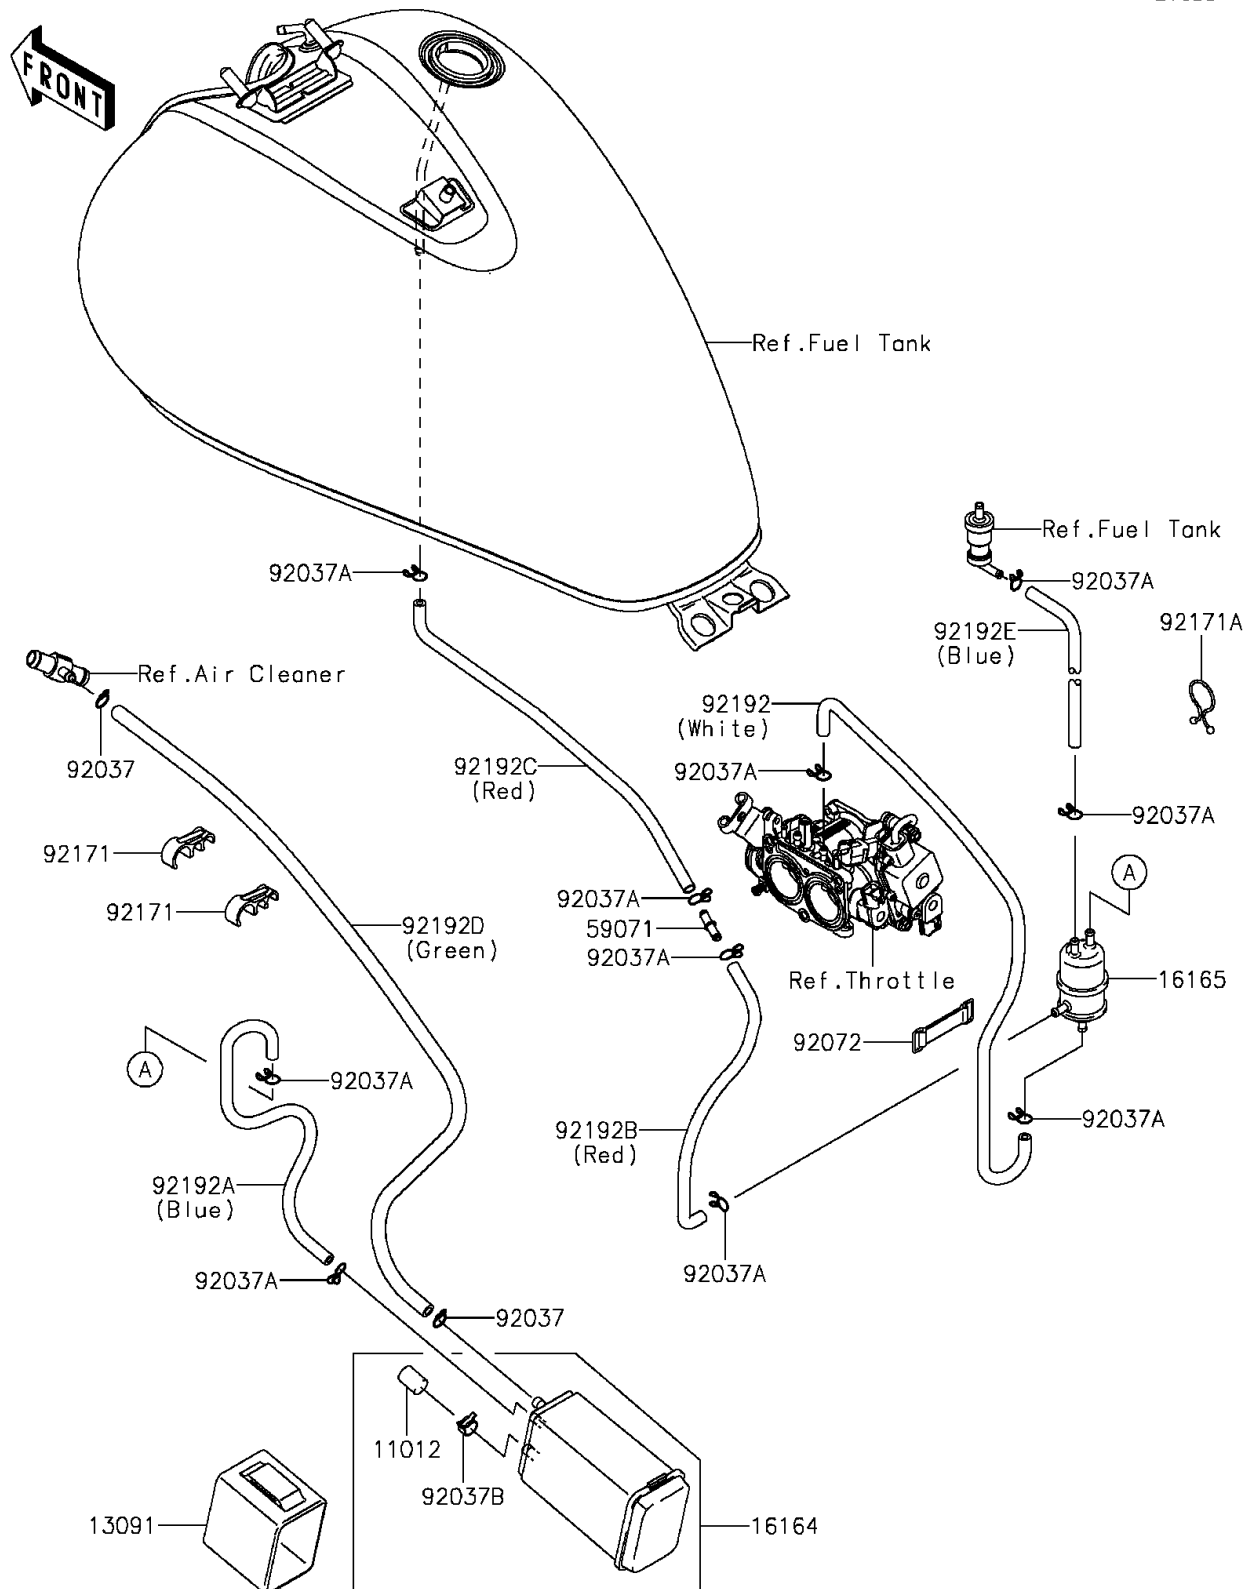 FRONT
Ref.Fuel Tank
Ref.Fuel Tank
92037A
92037A
92171A
92192E
(Blue)
Ref.Air Cleaner
92192
(White)
92037
92192C
(Red)
92037A
92037A
92171
92171
92037A
59071
92037A
A
92192D
(Green)
Ref.Throttle
16165
92072
A
92037A
92037A
92192B
(Red)
92192A
(Blue)
92037A
92037A
92037
11012
92037B
13091
16164